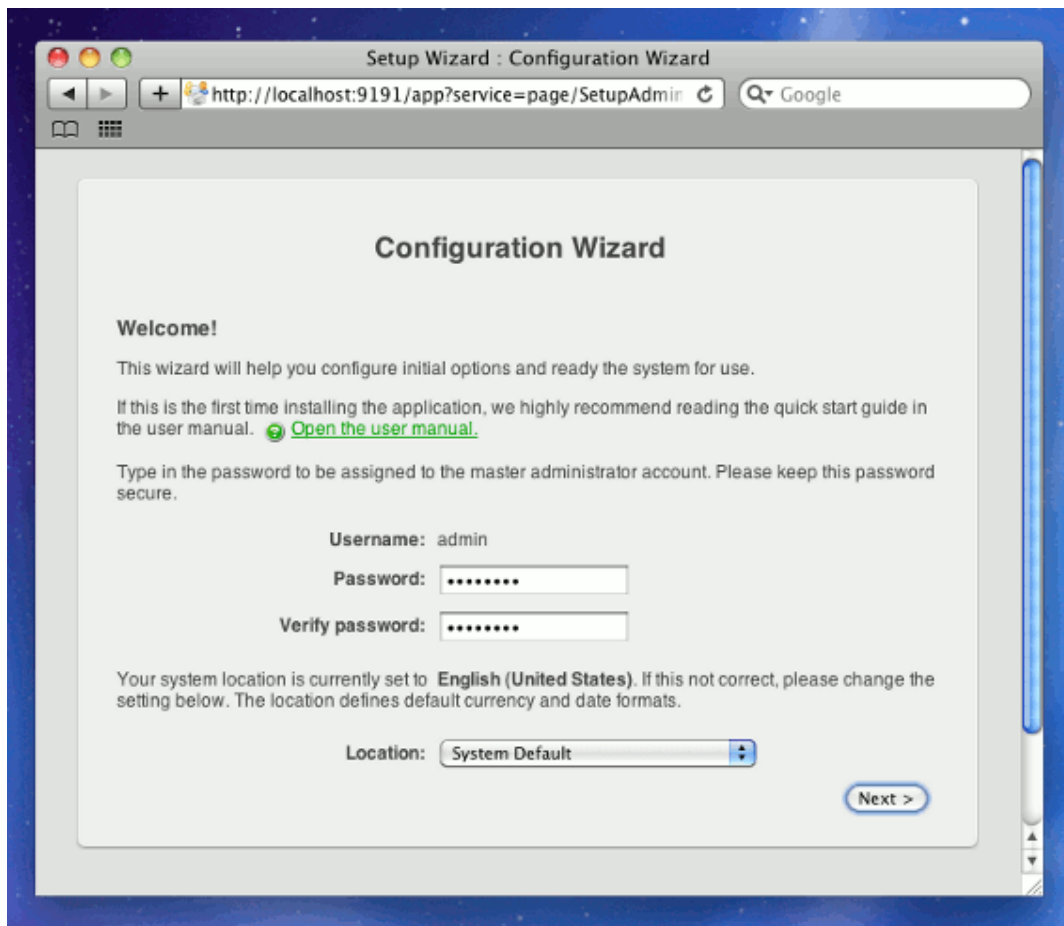 Setup Wizard : Configuration Wizard
http://localhost:9191/app?service=page/SetupAdmin
Google
Configuration Wizard
Welcome!
This wizard will help you configure initial options and ready the system for use.
If this is the first time installing the application, we highly recommend reading the quick start guide in
the user manual. Open the user manual.
Type in the password to be assigned to the master administrator account. Please keep this password
secure.
Username: admin
Password: ••••••••
Verify password: ••••••••
Your system location is currently set to English (United States). If this not correct, please change the
setting below. The location defines default currency and date formats.
Location: System Default
Next >